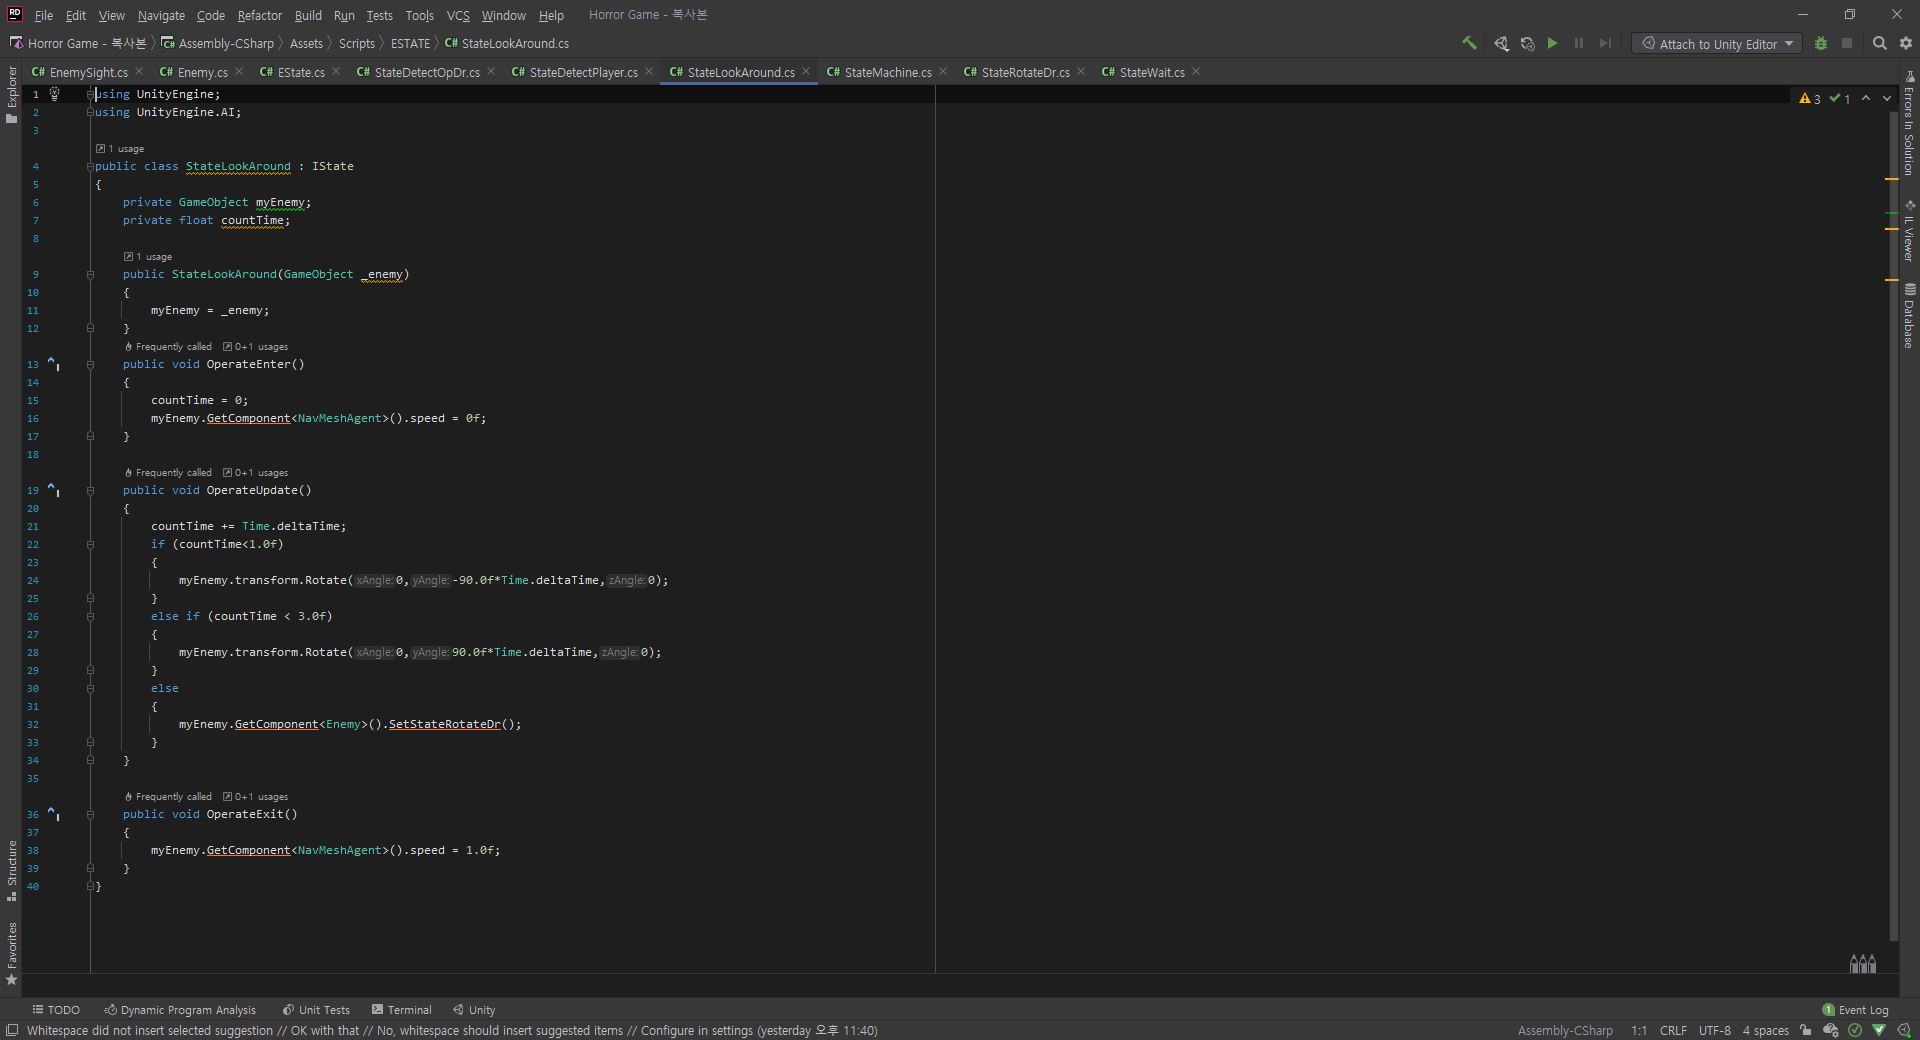 RD File Edit View Navigate Code Refactor Build Run Tests Tools VCS Window Help Horror Game - 복사본
Horror Game - 복사본 Assembly-CSharp Assets Scripts ESTATE C# StateLookAround.cs Attach to Unity Editor
C# EnemySight.cs C# Enemy.cs C# EState.cs C# StateDetectOpDr.cs C# StateDetectPlayer.cs C# StateLookAround.cs C# StateMachine.cs C# StateRotateDr.cs C# StateWait.cs
Explorer
Structure
Favorites
1 using UnityEngine;
2 using UnityEngine.AI;
3
1 usage
4 public class StateLookAround : IState
5 {
6 private GameObject myEnemy;
7 private float countTime;
8
1 usage
9 public StateLookAround(GameObject _enemy)
10 {
11 myEnemy = _enemy;
12 }
Frequently called 0+1 usages
13 public void OperateEnter()
14 {
15 countTime = 0;
16 myEnemy.GetComponent<NavMeshAgent>().speed = 0f;
17 }
18
Frequently called 0+1 usages
19 public void OperateUpdate()
20 {
21 countTime += Time.deltaTime;
22 if (countTime<1.0f)
23 {
24 myEnemy.transform.Rotate(xAngle:0,yAngle:-90.0f*Time.deltaTime,zAngle:0);
25 }
26 else if (countTime < 3.0f)
27 {
28 myEnemy.transform.Rotate(xAngle:0,yAngle:90.0f*Time.deltaTime,zAngle:0);
29 }
30 else
31 {
32 myEnemy.GetComponent<Enemy>().SetStateRotateDr();
33 }
34 }
35
Frequently called 0+1 usages
36 public void OperateExit()
37 {
38 myEnemy.GetComponent<NavMeshAgent>().speed = 1.0f;
39 }
40 }
3 1
Errors In Solution
IL Viewer
Database
TODO Dynamic Program Analysis Unit Tests Terminal Unity 1 Event Log
Whitespace did not insert selected suggestion // OK with that // No, whitespace should insert suggested items // Configure in settings (yesterday 오후 11:40) Assembly-CSharp 1:1 CRLF UTF-8 4 spaces